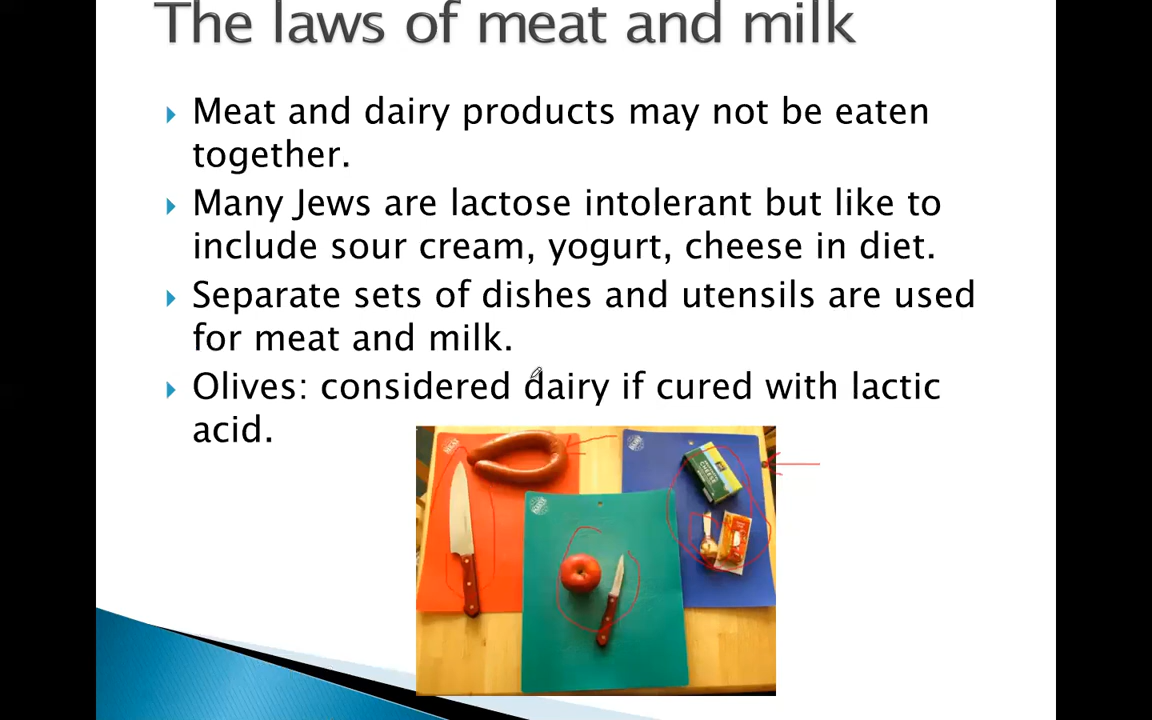 The laws of meat and milk
Meat and dairy products may not be eaten
together.
Many Jews are lactose intolerant but like to
include sour cream, yogurt, cheese in diet.
Separate sets of dishes and utensils are used
for meat and milk.
Olives: considered dairy if cured with lactic
acid.
MEAT
CHEESE